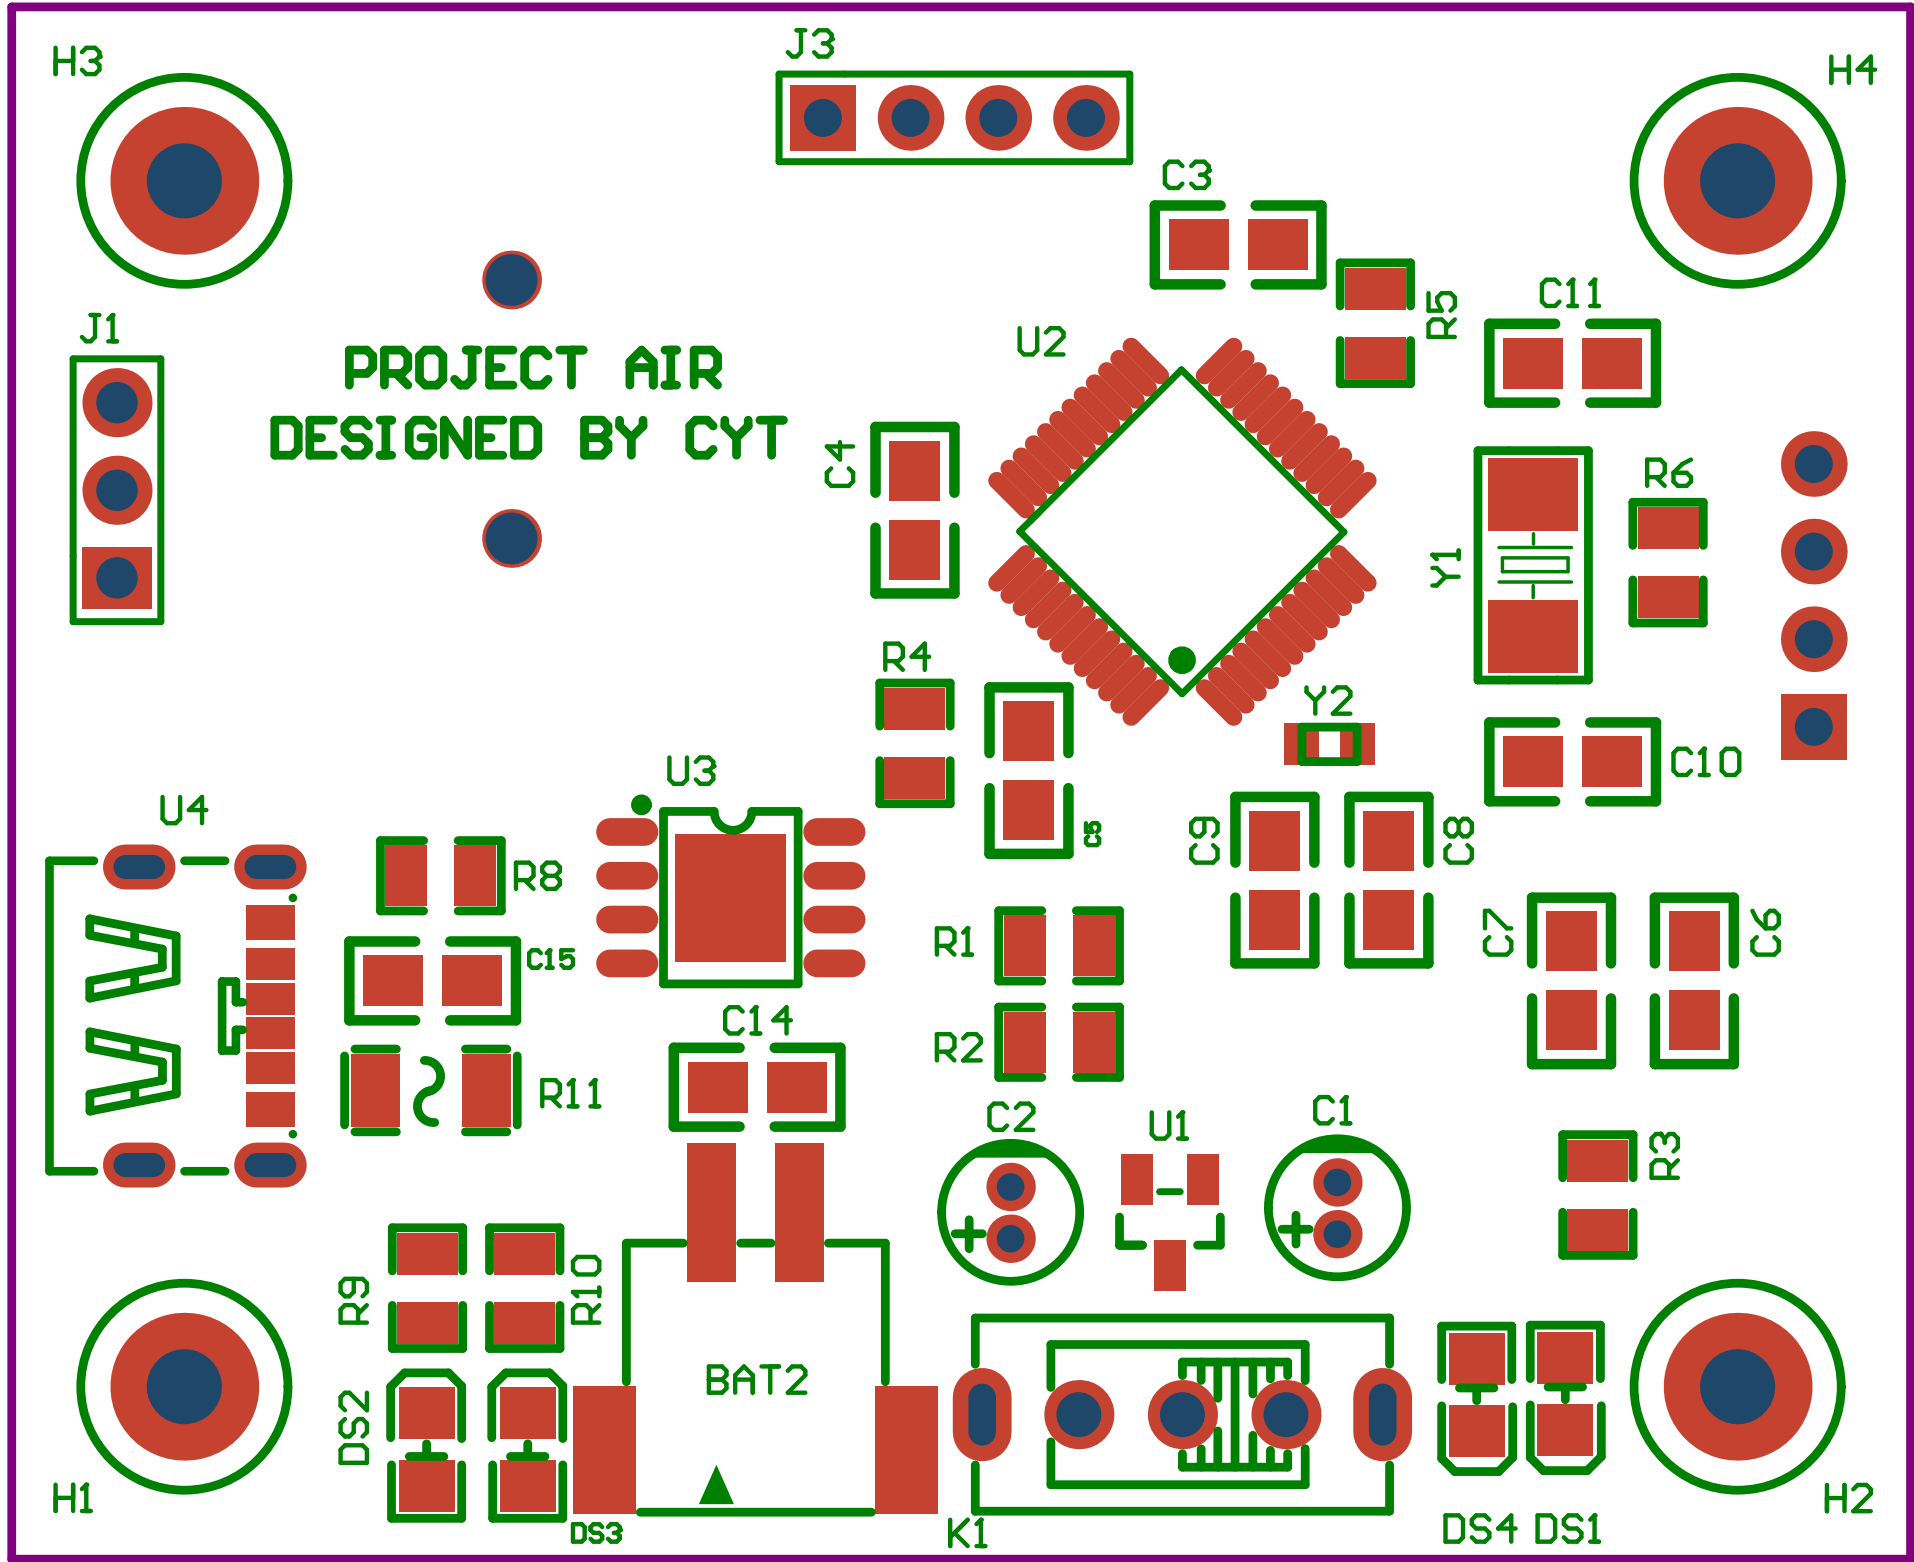 J3
H3
H4
C3
C11
R5
J1
U2
PROJECT AIR
DESIGNED BY CYT
C4
R6
Y1
R4
Y2
U3
C10
U4
C5
C9
C8
R8
C7
C6
R1
C15
C14
R2
R11
C2
U1
C1
R3
R9
R10
BAT2
DS2
H1
H2
DS3
K1
DS4
DS1